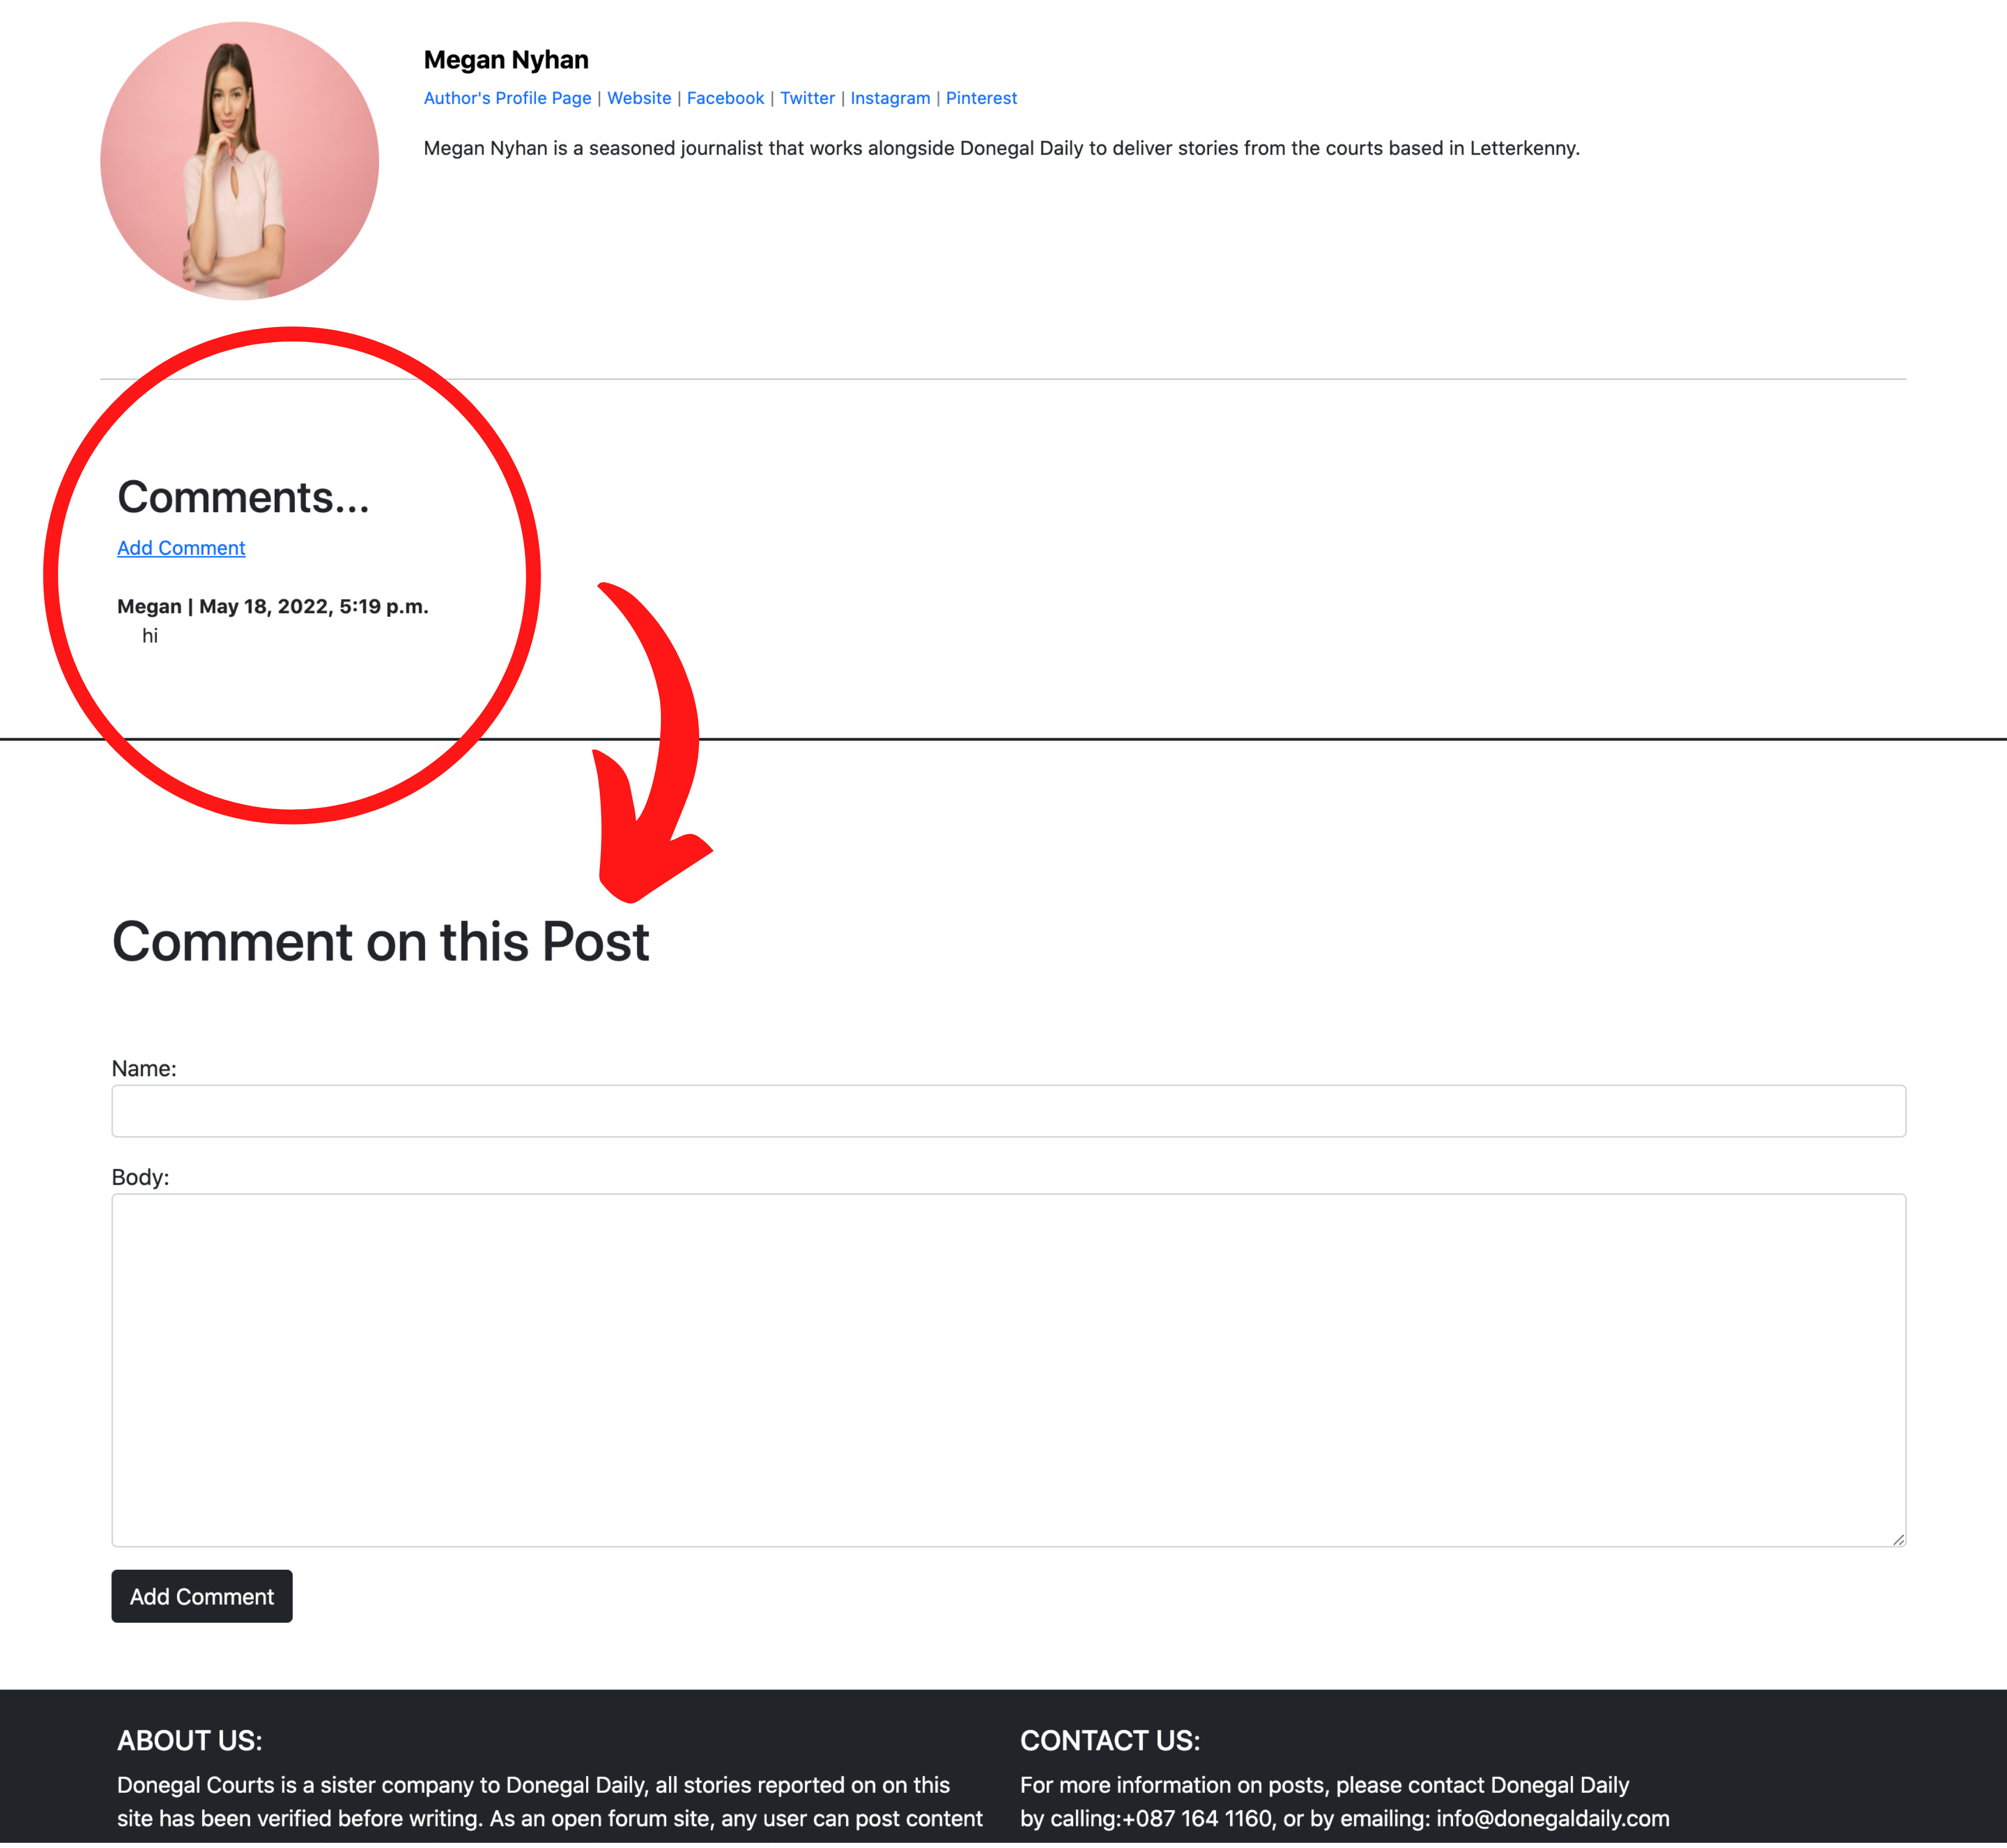 Megan Nyhan
Author's Profile Page | Website | Facebook | Twitter | Instagram | Pinterest
Megan Nyhan is a seasoned journalist that works alongside Donegal Daily to deliver stories from the courts based in Letterkenny.
Comments...
Add Comment
Megan | May 18, 2022, 5:19 p.m.
hi
Comment on this Post
Name:
Body:
Add Comment
ABOUT US:
Donegal Courts is a sister company to Donegal Daily, all stories reported on on this
site has been verified before writing. As an open forum site, any user can post content
CONTACT US:
For more information on posts, please contact Donegal Daily
by calling:+087 164 1160, or by emailing: info@donegaldaily.com